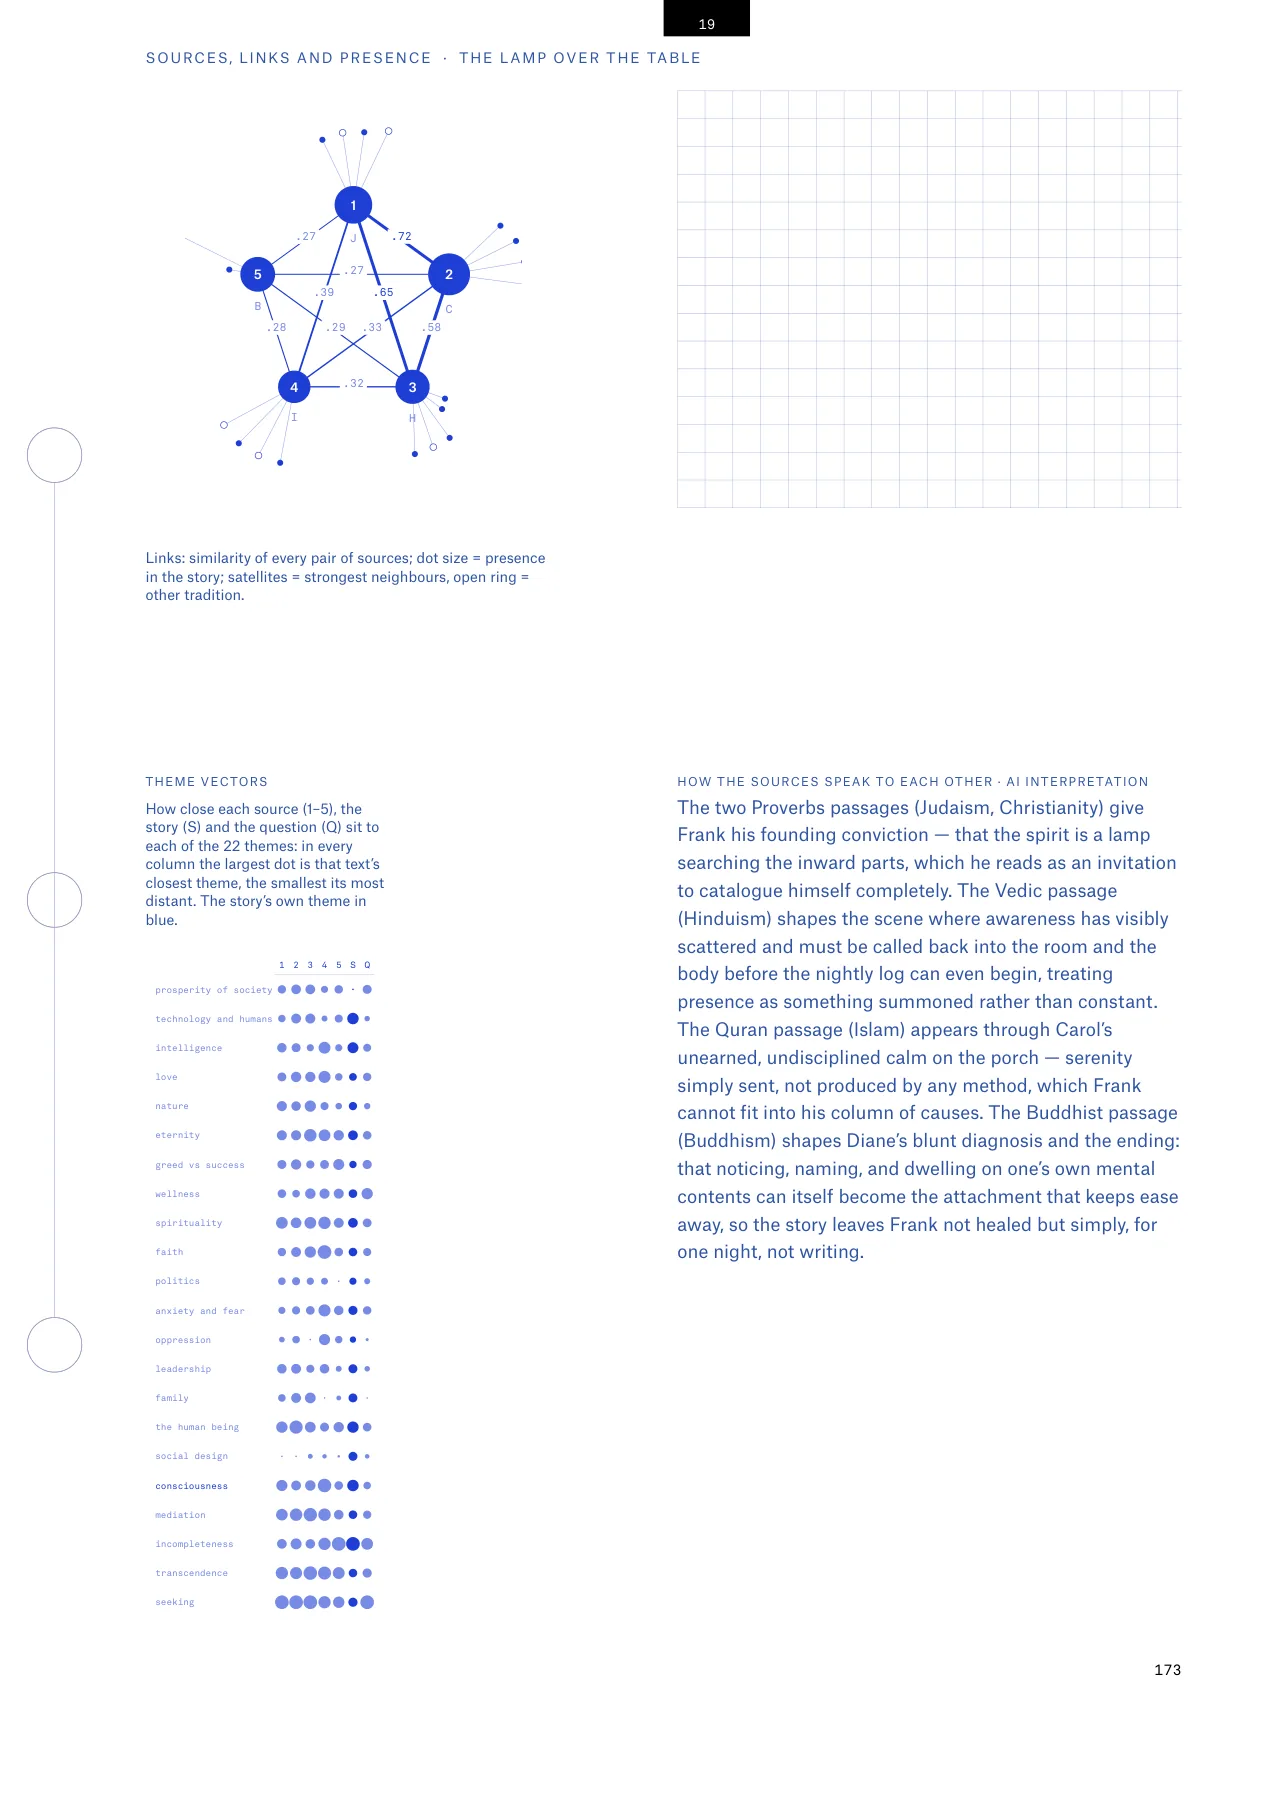 19
SOURCES, LINKS AND PRESENCE · THE LAMP OVER THE TABLE
1
J
.27
.72
5
B
.27
2
C
.39
.65
.28
.29
.33
.58
4
I
.32
3
H
Links: similarity of every pair of sources; dot size = presence
in the story; satellites = strongest neighbours, open ring =
other tradition.
THEME VECTORS
How close each source (1–5), the
story (S) and the question (Q) sit to
each of the 22 themes: in every
column the largest dot is that text’s
closest theme, the smallest its most
distant. The story’s own theme in
blue.
1 2 3 4 5 S Q
prosperity of society
technology and humans
intelligence
love
nature
eternity
greed vs success
wellness
spirituality
faith
politics
anxiety and fear
oppression
leadership
family
the human being
social design
consciousness
mediation
incompleteness
transcendence
seeking
HOW THE SOURCES SPEAK TO EACH OTHER · AI INTERPRETATION
The two Proverbs passages (Judaism, Christianity) give
Frank his founding conviction — that the spirit is a lamp
searching the inward parts, which he reads as an invitation
to catalogue himself completely. The Vedic passage
(Hinduism) shapes the scene where awareness has visibly
scattered and must be called back into the room and the
body before the nightly log can even begin, treating
presence as something summoned rather than constant.
The Quran passage (Islam) appears through Carol’s
unearned, undisciplined calm on the porch — serenity
simply sent, not produced by any method, which Frank
cannot fit into his column of causes. The Buddhist passage
(Buddhism) shapes Diane’s blunt diagnosis and the ending:
that noticing, naming, and dwelling on one’s own mental
contents can itself become the attachment that keeps ease
away, so the story leaves Frank not healed but simply, for
one night, not writing.
173